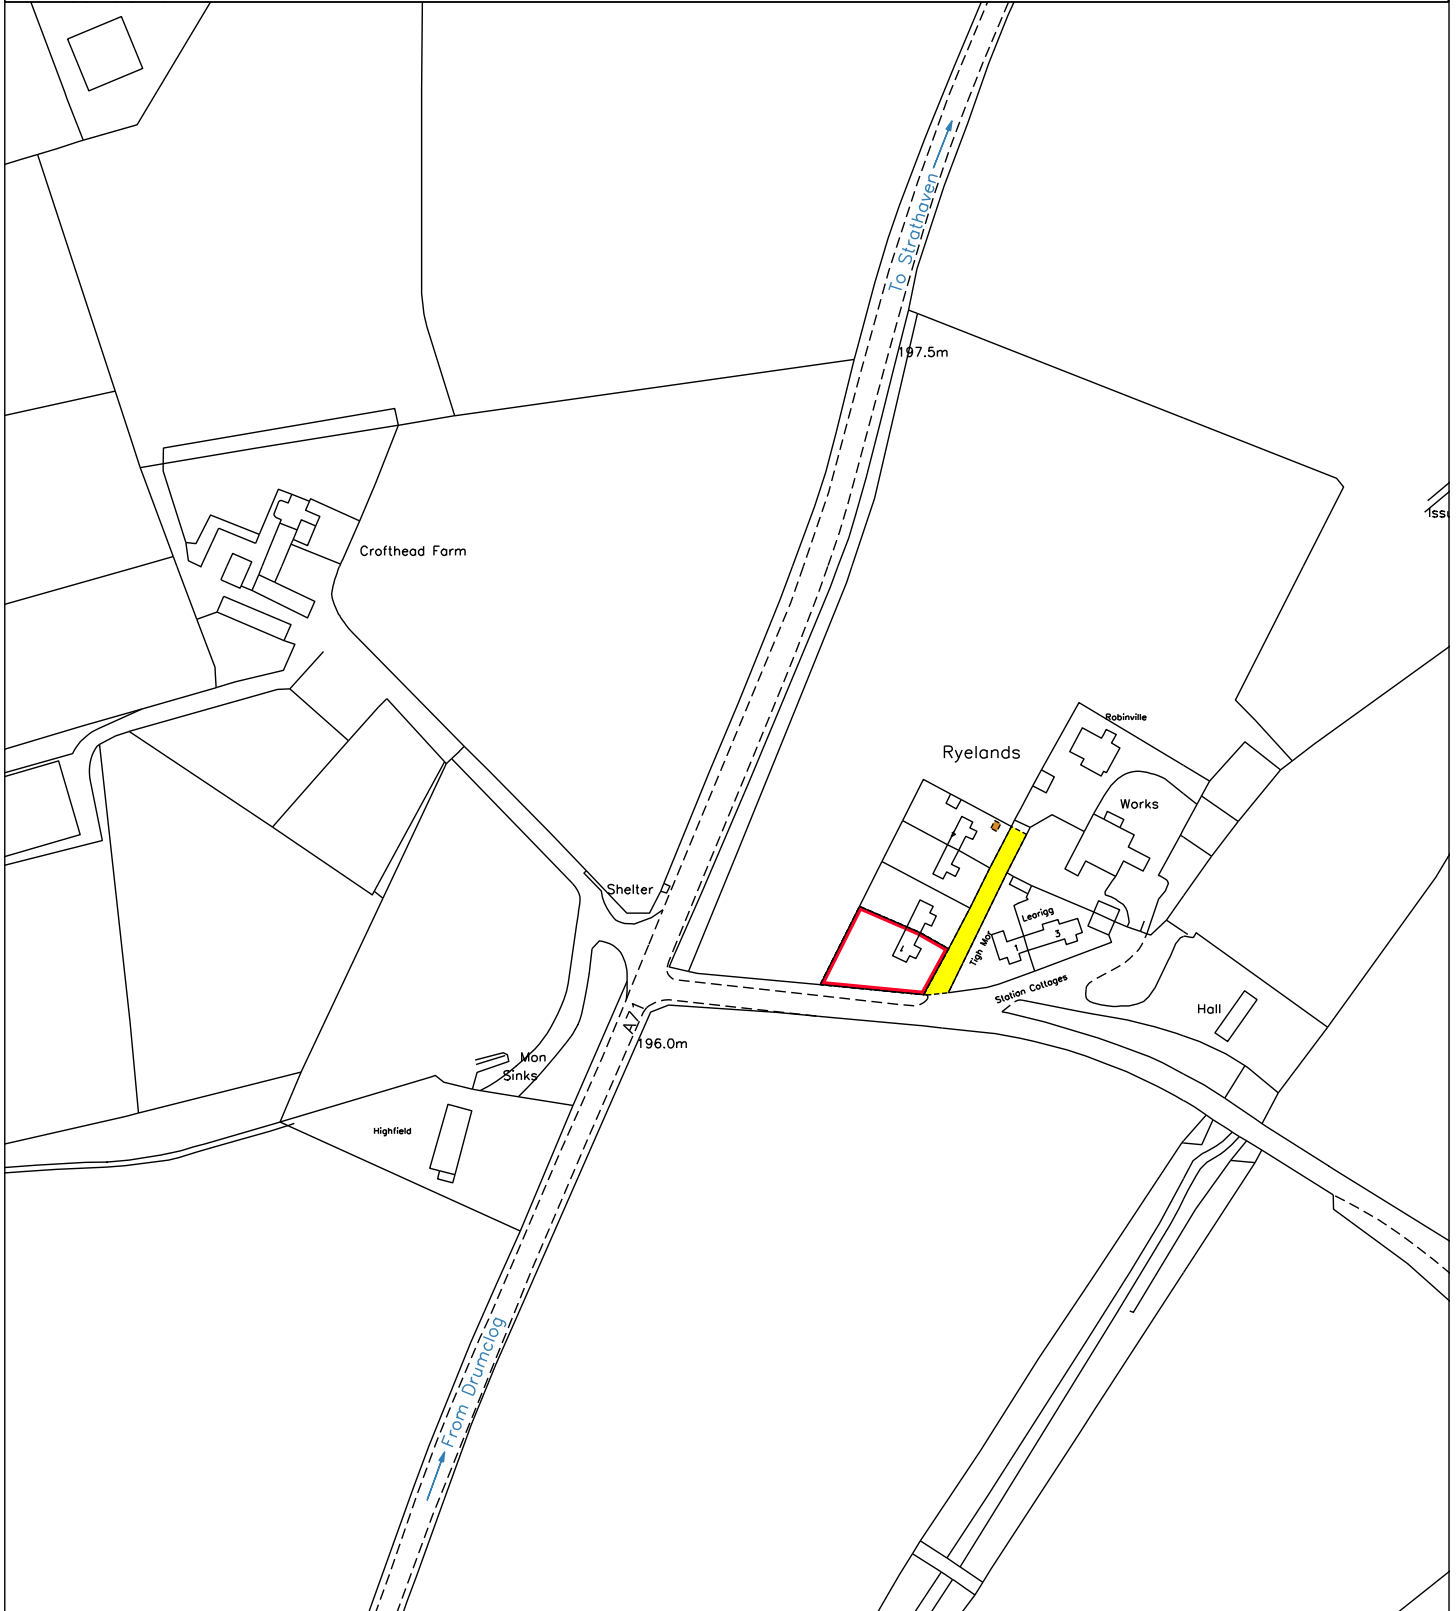 To Strathaven
197.5m
Crofthead Farm
Robinville
Ryelands
Works
Shelter
Leorigg
Tigh Mor
1
3
1
Station Cottages
Hall
A71
196.0m
Mon
Sinks
Highfield
From Drumclog